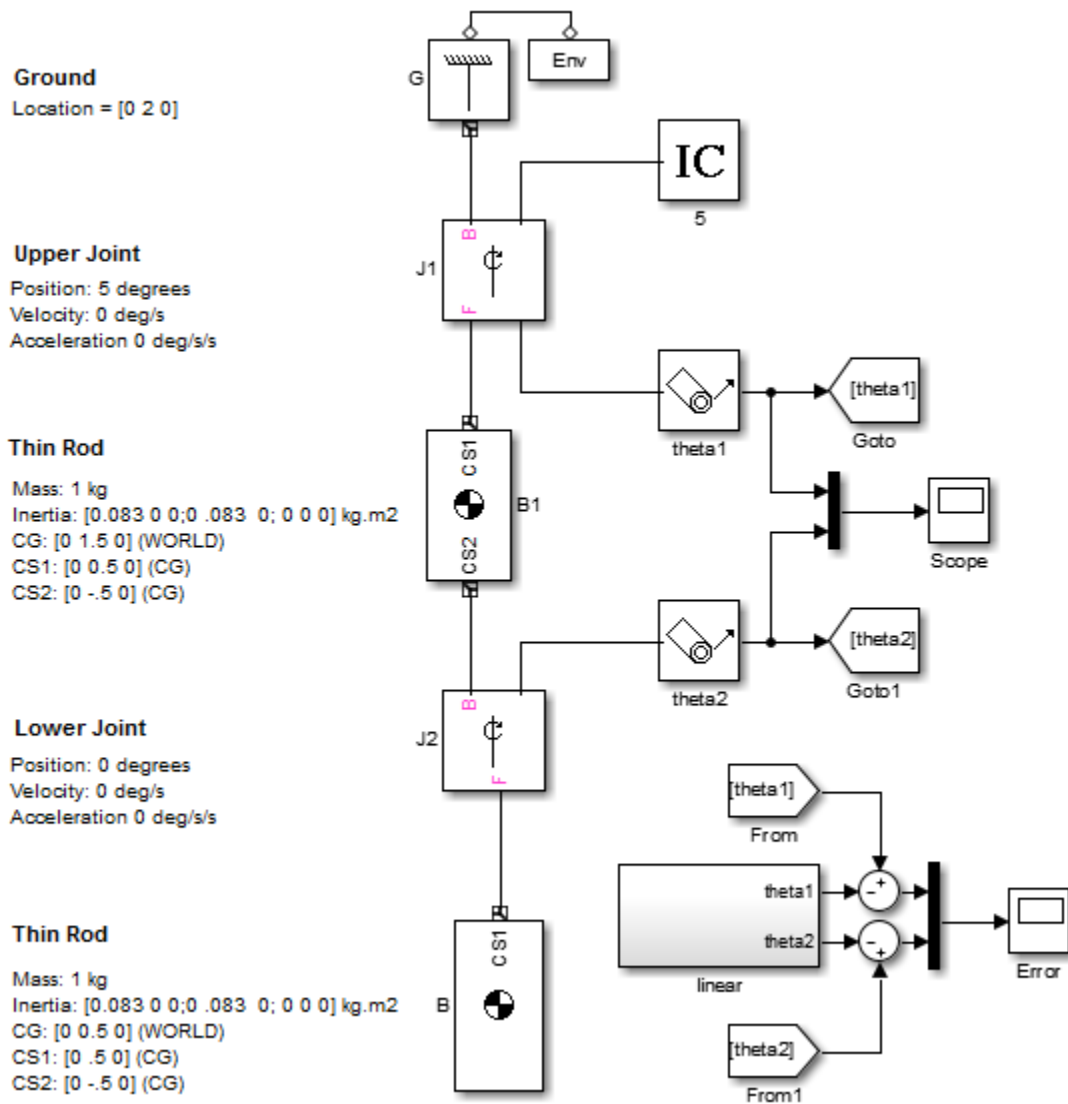 Env
G
Ground
Location = [0 2 0]
IC
5
B
J1
F
Upper Joint
Position: 5 degrees
Velocity: 0 deg/s
Acceleration 0 deg/s/s
theta1
[theta1]
Goto
Thin Rod
Mass: 1 kg
Inertia: [0.083 0 0;0 .083  0; 0 0 0] kg.m2
CG: [0 1.5 0] (WORLD)
CS1: [0 0.5 0] (CG)
CS2: [0 -.5 0] (CG)
CS1
CS2
B1
Scope
theta2
[theta2]
Goto1
B
J2
F
Lower Joint
Position: 0 degrees
Velocity: 0 deg/s
Acceleration 0 deg/s/s
[theta1]
From
theta1
theta2
linear
- +
- +
Error
[theta2]
From1
Thin Rod
Mass: 1 kg
Inertia: [0.083 0 0;0 .083  0; 0 0 0] kg.m2
CG: [0 0.5 0] (WORLD)
CS1: [0 .5 0] (CG)
CS2: [0 -.5 0] (CG)
CS1
B